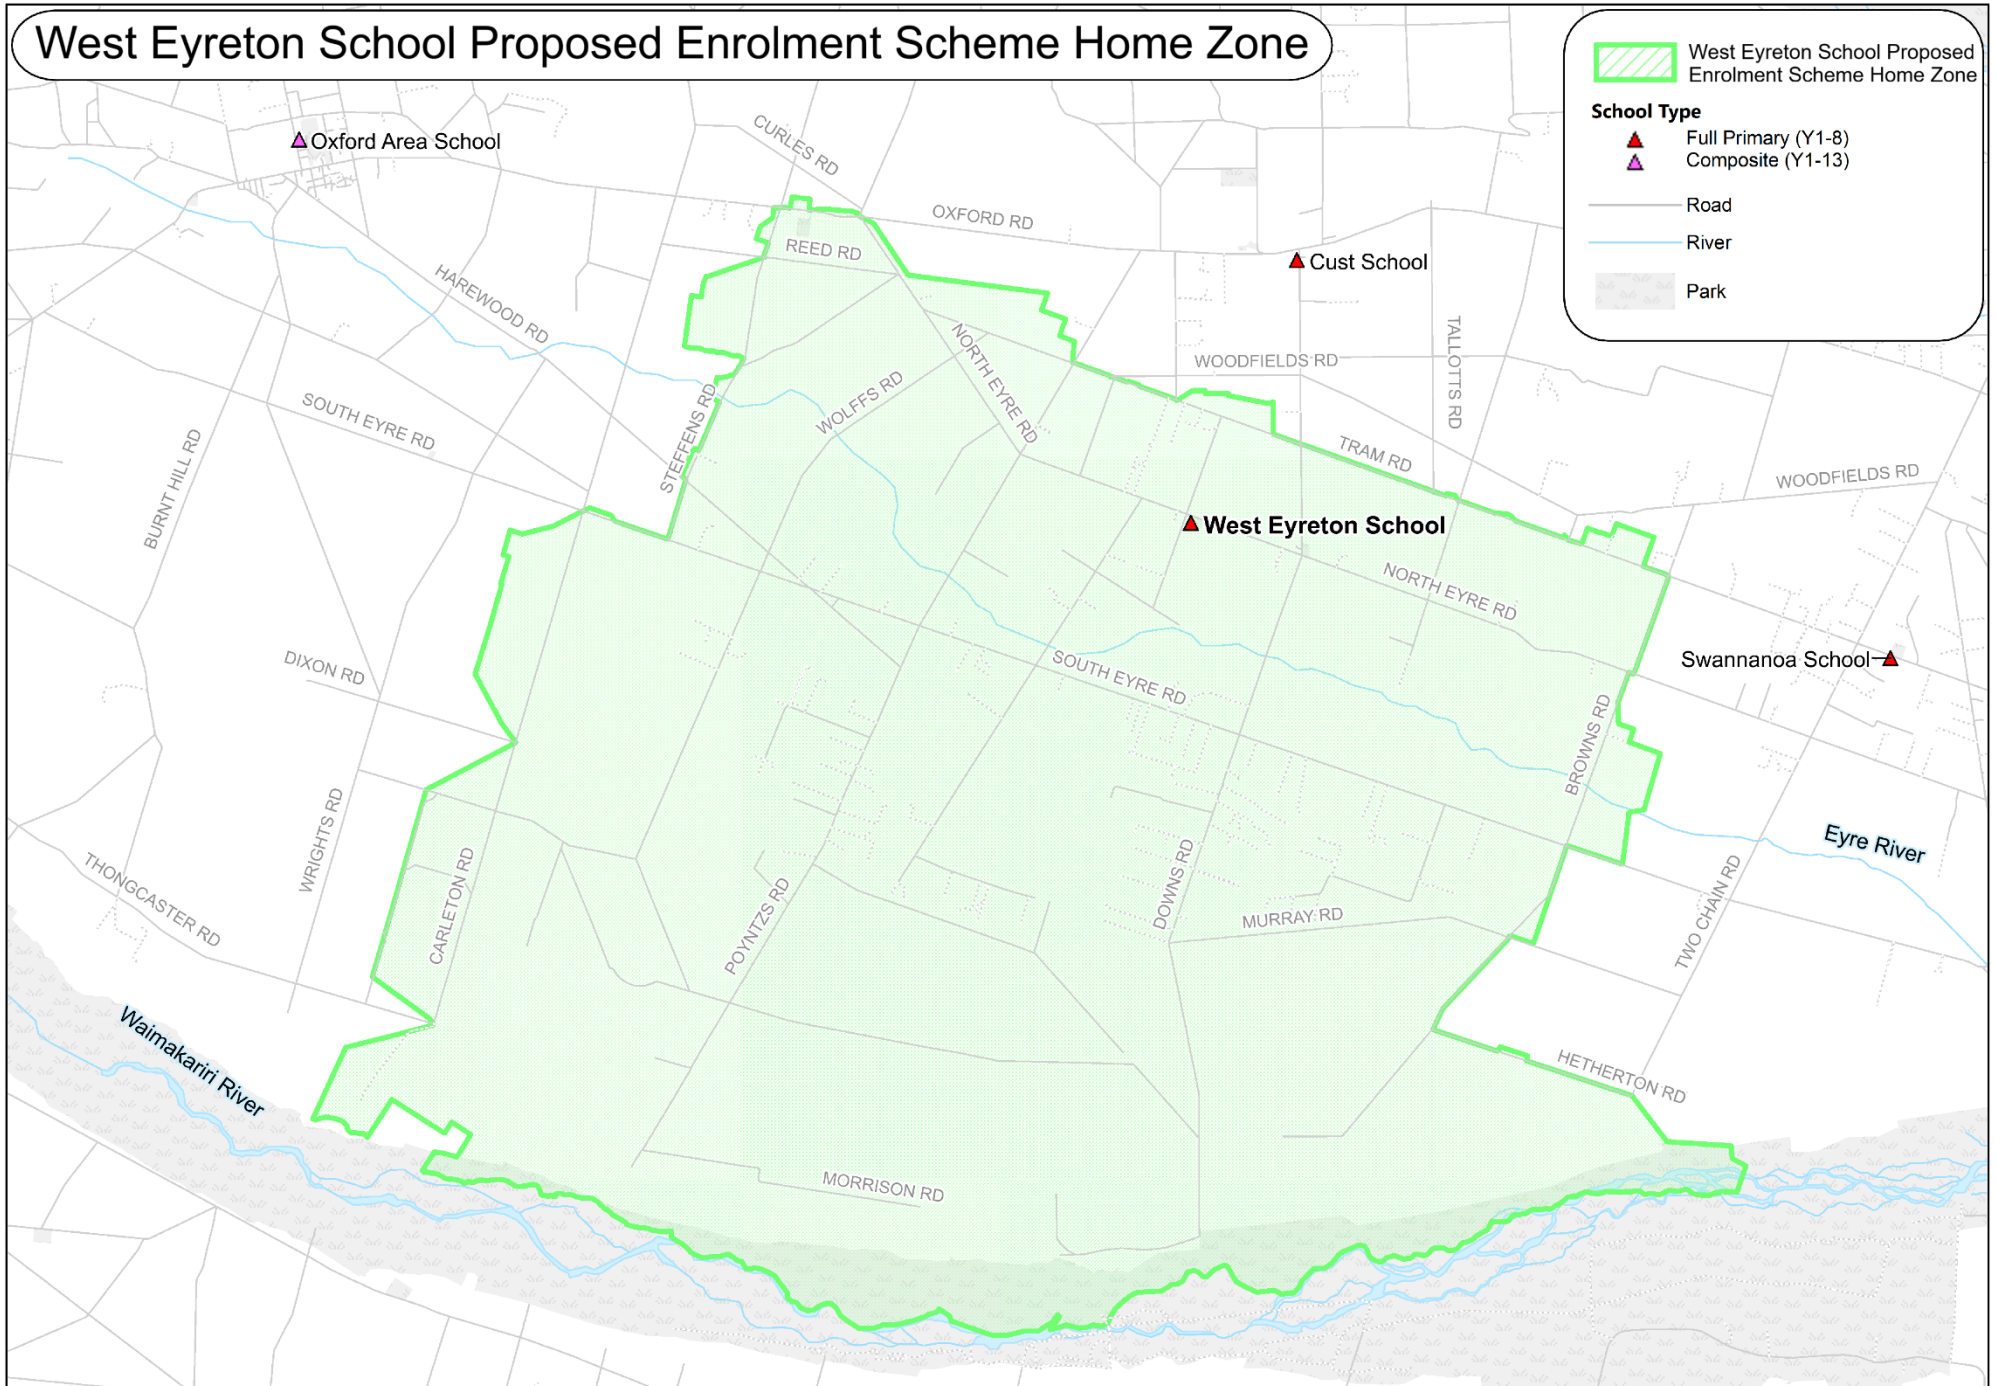 West Eyreton School Proposed Enrolment Scheme Home Zone
West Eyreton School Proposed
Enrolment Scheme Home Zone
School Type
Full Primary (Y1-8)
Composite (Y1-13)
Road
River
Park
Oxford Area School
CURLES RD
OXFORD RD
REED RD
Cust School
HAREWOOD RD
NORTH EYRE RD
WOODFIELDS RD
TALLOTTS RD
WOLFFS RD
STEFFENS RD
SOUTH EYRE RD
BURNT HILL RD
TRAM RD
WOODFIELDS RD
West Eyreton School
NORTH EYRE RD
Swannanoa School
DIXON RD
SOUTH EYRE RD
BROWNS RD
WRIGHTS RD
Eyre River
THONGCASTER RD
CARLETON RD
POYNTZS RD
DOWNS RD
MURRAY RD
TWO CHAIN RD
Waimakariri River
HETHERTON RD
MORRISON RD